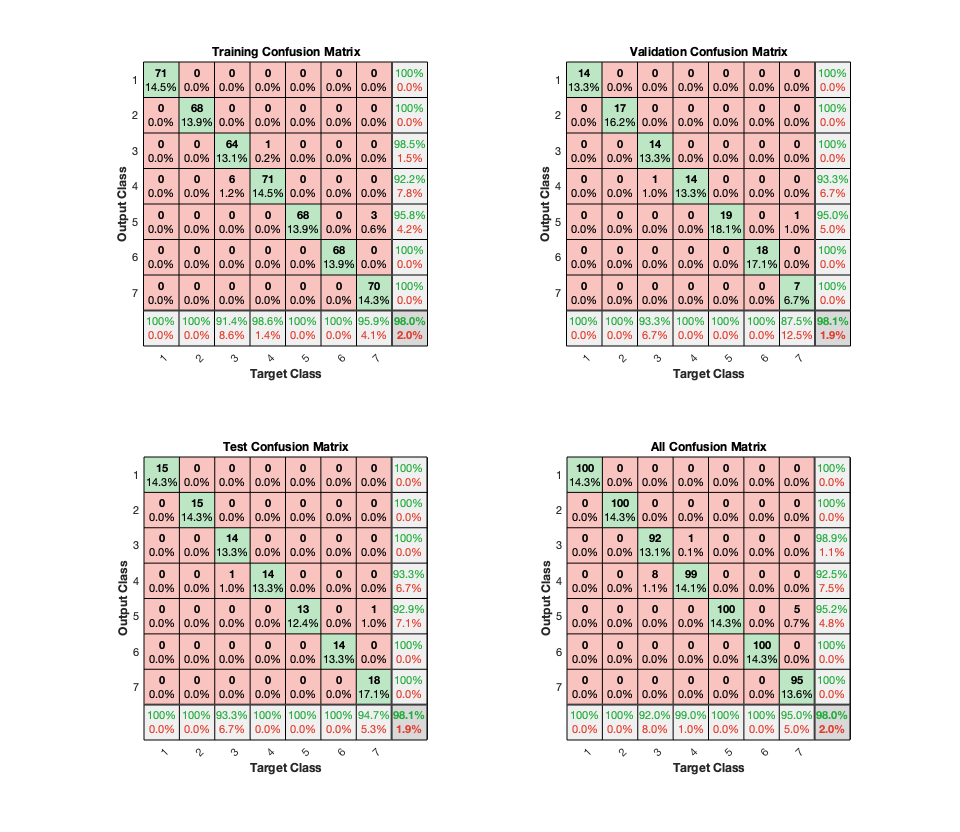 Training Confusion Matrix
1 71 0 0 0 0 0 0 100%
14.5% 0.0% 0.0% 0.0% 0.0% 0.0% 0.0% 0.0%
2 0 68 0 0 0 0 0 100%
0.0% 13.9% 0.0% 0.0% 0.0% 0.0% 0.0% 0.0%
3 0 0 64 1 0 0 0 98.5%
0.0% 0.0% 13.1% 0.2% 0.0% 0.0% 0.0% 1.5%
4 0 0 6 71 0 0 0 92.2%
0.0% 0.0% 1.2% 14.5% 0.0% 0.0% 0.0% 7.8%
5 0 0 0 0 68 0 3 95.8%
0.0% 0.0% 0.0% 0.0% 13.9% 0.0% 0.6% 4.2%
6 0 0 0 0 0 68 0 100%
0.0% 0.0% 0.0% 0.0% 0.0% 13.9% 0.0% 0.0%
7 0 0 0 0 0 0 70 100%
0.0% 0.0% 0.0% 0.0% 0.0% 0.0% 14.3% 0.0%
100% 100% 91.4% 98.6% 100% 100% 95.9% 98.0%
0.0% 0.0% 8.6% 1.4% 0.0% 0.0% 4.1% 2.0%
1 2 3 4 5 6 7
Target Class
Output Class
Validation Confusion Matrix
1 14 0 0 0 0 0 0 100%
13.3% 0.0% 0.0% 0.0% 0.0% 0.0% 0.0% 0.0%
2 0 17 0 0 0 0 0 100%
0.0% 16.2% 0.0% 0.0% 0.0% 0.0% 0.0% 0.0%
3 0 0 14 0 0 0 0 100%
0.0% 0.0% 13.3% 0.0% 0.0% 0.0% 0.0% 0.0%
4 0 0 1 14 0 0 0 93.3%
0.0% 0.0% 1.0% 13.3% 0.0% 0.0% 0.0% 6.7%
5 0 0 0 0 19 0 1 95.0%
0.0% 0.0% 0.0% 0.0% 18.1% 0.0% 1.0% 5.0%
6 0 0 0 0 0 18 0 100%
0.0% 0.0% 0.0% 0.0% 0.0% 17.1% 0.0% 0.0%
7 0 0 0 0 0 0 7 100%
0.0% 0.0% 0.0% 0.0% 0.0% 0.0% 6.7% 0.0%
100% 100% 93.3% 100% 100% 100% 87.5% 98.1%
0.0% 0.0% 6.7% 0.0% 0.0% 0.0% 12.5% 1.9%
1 2 3 4 5 6 7
Target Class
Output Class
Test Confusion Matrix
1 15 0 0 0 0 0 0 100%
14.3% 0.0% 0.0% 0.0% 0.0% 0.0% 0.0% 0.0%
2 0 15 0 0 0 0 0 100%
0.0% 14.3% 0.0% 0.0% 0.0% 0.0% 0.0% 0.0%
3 0 0 14 0 0 0 0 100%
0.0% 0.0% 13.3% 0.0% 0.0% 0.0% 0.0% 0.0%
4 0 0 1 14 0 0 0 93.3%
0.0% 0.0% 1.0% 13.3% 0.0% 0.0% 0.0% 6.7%
5 0 0 0 0 13 0 1 92.9%
0.0% 0.0% 0.0% 0.0% 12.4% 0.0% 1.0% 7.1%
6 0 0 0 0 0 14 0 100%
0.0% 0.0% 0.0% 0.0% 0.0% 13.3% 0.0% 0.0%
7 0 0 0 0 0 0 18 100%
0.0% 0.0% 0.0% 0.0% 0.0% 0.0% 17.1% 0.0%
100% 100% 93.3% 100% 100% 100% 94.7% 98.1%
0.0% 0.0% 6.7% 0.0% 0.0% 0.0% 5.3% 1.9%
1 2 3 4 5 6 7
Target Class
Output Class
All Confusion Matrix
1 100 0 0 0 0 0 0 100%
14.3% 0.0% 0.0% 0.0% 0.0% 0.0% 0.0% 0.0%
2 0 100 0 0 0 0 0 100%
0.0% 14.3% 0.0% 0.0% 0.0% 0.0% 0.0% 0.0%
3 0 0 92 1 0 0 0 98.9%
0.0% 0.0% 13.1% 0.1% 0.0% 0.0% 0.0% 1.1%
4 0 0 8 99 0 0 0 92.5%
0.0% 0.0% 1.1% 14.1% 0.0% 0.0% 0.0% 7.5%
5 0 0 0 0 100 0 5 95.2%
0.0% 0.0% 0.0% 0.0% 14.3% 0.0% 0.7% 4.8%
6 0 0 0 0 0 100 0 100%
0.0% 0.0% 0.0% 0.0% 0.0% 14.3% 0.0% 0.0%
7 0 0 0 0 0 0 95 100%
0.0% 0.0% 0.0% 0.0% 0.0% 0.0% 13.6% 0.0%
100% 100% 92.0% 99.0% 100% 100% 95.0% 98.0%
0.0% 0.0% 8.0% 1.0% 0.0% 0.0% 5.0% 2.0%
1 2 3 4 5 6 7
Target Class
Output Class